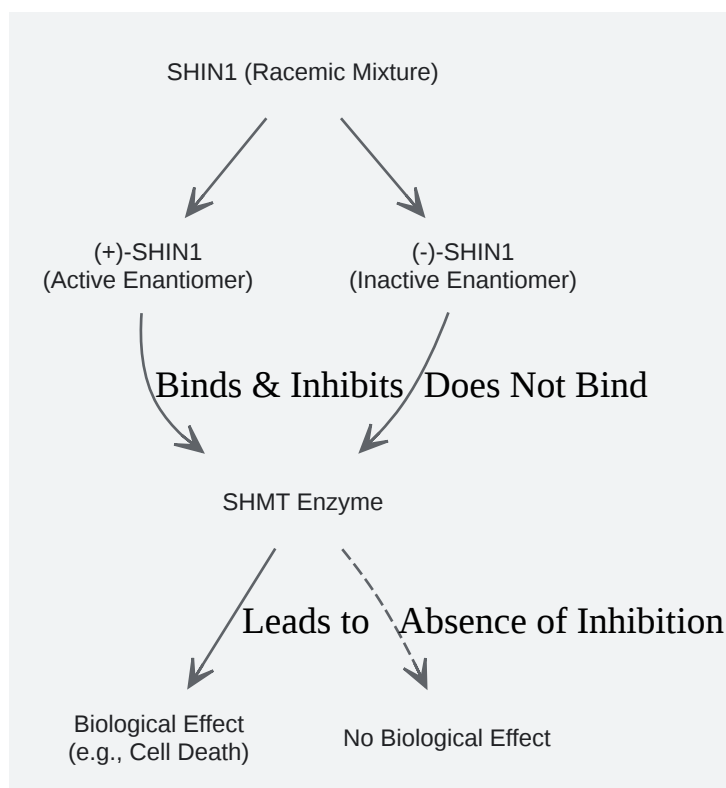 SHIN1 (Racemic Mixture)
(+)-SHIN1
(Active Enantiomer)
(-)-SHIN1
(Inactive Enantiomer)
Binds & Inhibits
Does Not Bind
SHMT Enzyme
Leads to
Absence of Inhibition
Biological Effect
(e.g., Cell Death)
No Biological Effect